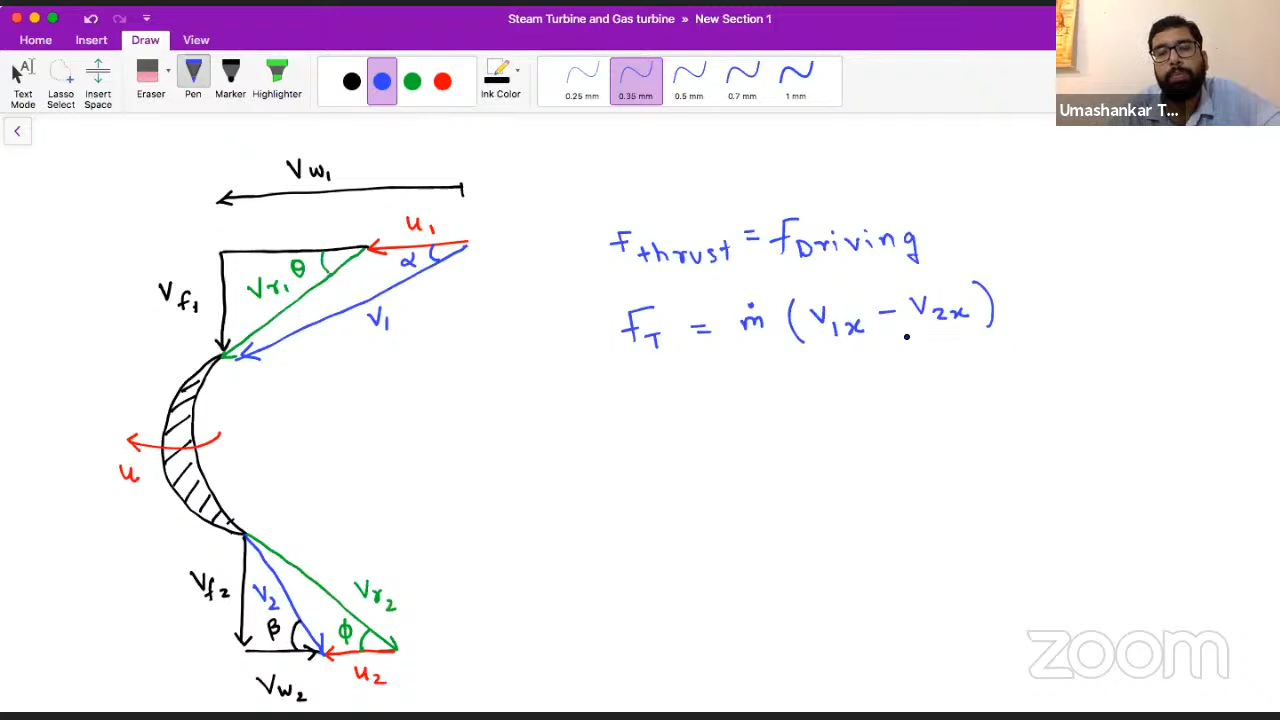 Steam Turbine and Gas turbine » New Section 1
Home Insert Draw View
Text Mode
Lasso Select
Insert Space
Eraser
Pen
Marker
Highlighter
Ink Color
0.25 mm
0.35 mm
0.5 mm
0.7 mm
1 mm
Umashankar T...
Vw1
u1
θ
α
Vr1
Vf1
V1
u
Vf2
V2
Vr2
β
φ
u2
Vw2
Fthrust = FDriving
FT = ṁ (V1x − V2x)
zoom